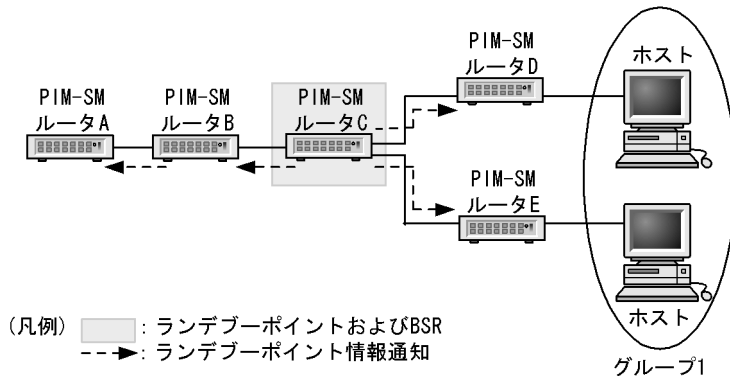 PIM-SM
ルータD
ホスト
PIM-SM
ルータA
PIM-SM
ルータB
PIM-SM
ルータC
PIM-SM
ルータE
ホスト
グループ1
(凡例)
：ランデブーポイントおよびBSR
：ランデブーポイント情報通知